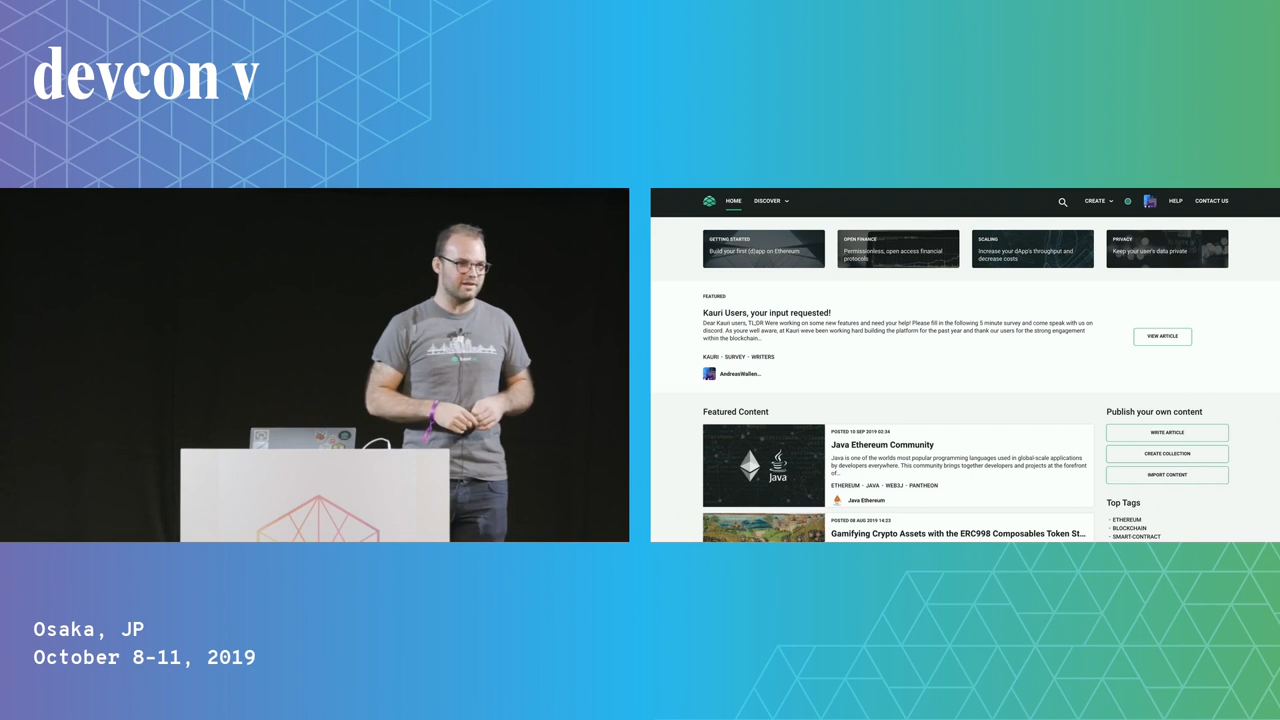 devcon v
HOME
DISCOVER
CREATE
HELP
CONTACT US
GETTING STARTED
Build your first (d)app on Ethereum
OPEN FINANCE
Permissionless, open access financial
protocols
SCALING
Increase your dApp's throughput and
decrease costs
PRIVACY
Keep your user's data private
FEATURED
Kauri Users, your input requested!
Dear Kauri users, TL;DR Were working on some new features and need your help! Please fill in the following 5 minute survey and come speak with us on
discord. As youre well aware, at Kauri weve been working hard building the platform for the past year and thank our users for the strong engagement
within the blockchain...
KAURI • SURVEY • WRITERS
AndreasWallen...
VIEW ARTICLE
Featured Content
POSTED 10 SEP 2019 02:34
Java Ethereum Community
Java is one of the worlds most popular programming languages used in global-scale applications
by developers everywhere. This community brings together developers and projects at the forefront
of...
ETHEREUM • JAVA • WEB3J • PANTHEON
Java Ethereum
Java
POSTED 08 AUG 2019 14:23
Gamifying Crypto Assets with the ERC998 Composables Token St...
Publish your own content
WRITE ARTICLE
CREATE COLLECTION
IMPORT CONTENT
Top Tags
• ETHEREUM
• BLOCKCHAIN
• SMART-CONTRACT
Osaka, JP
October 8-11, 2019